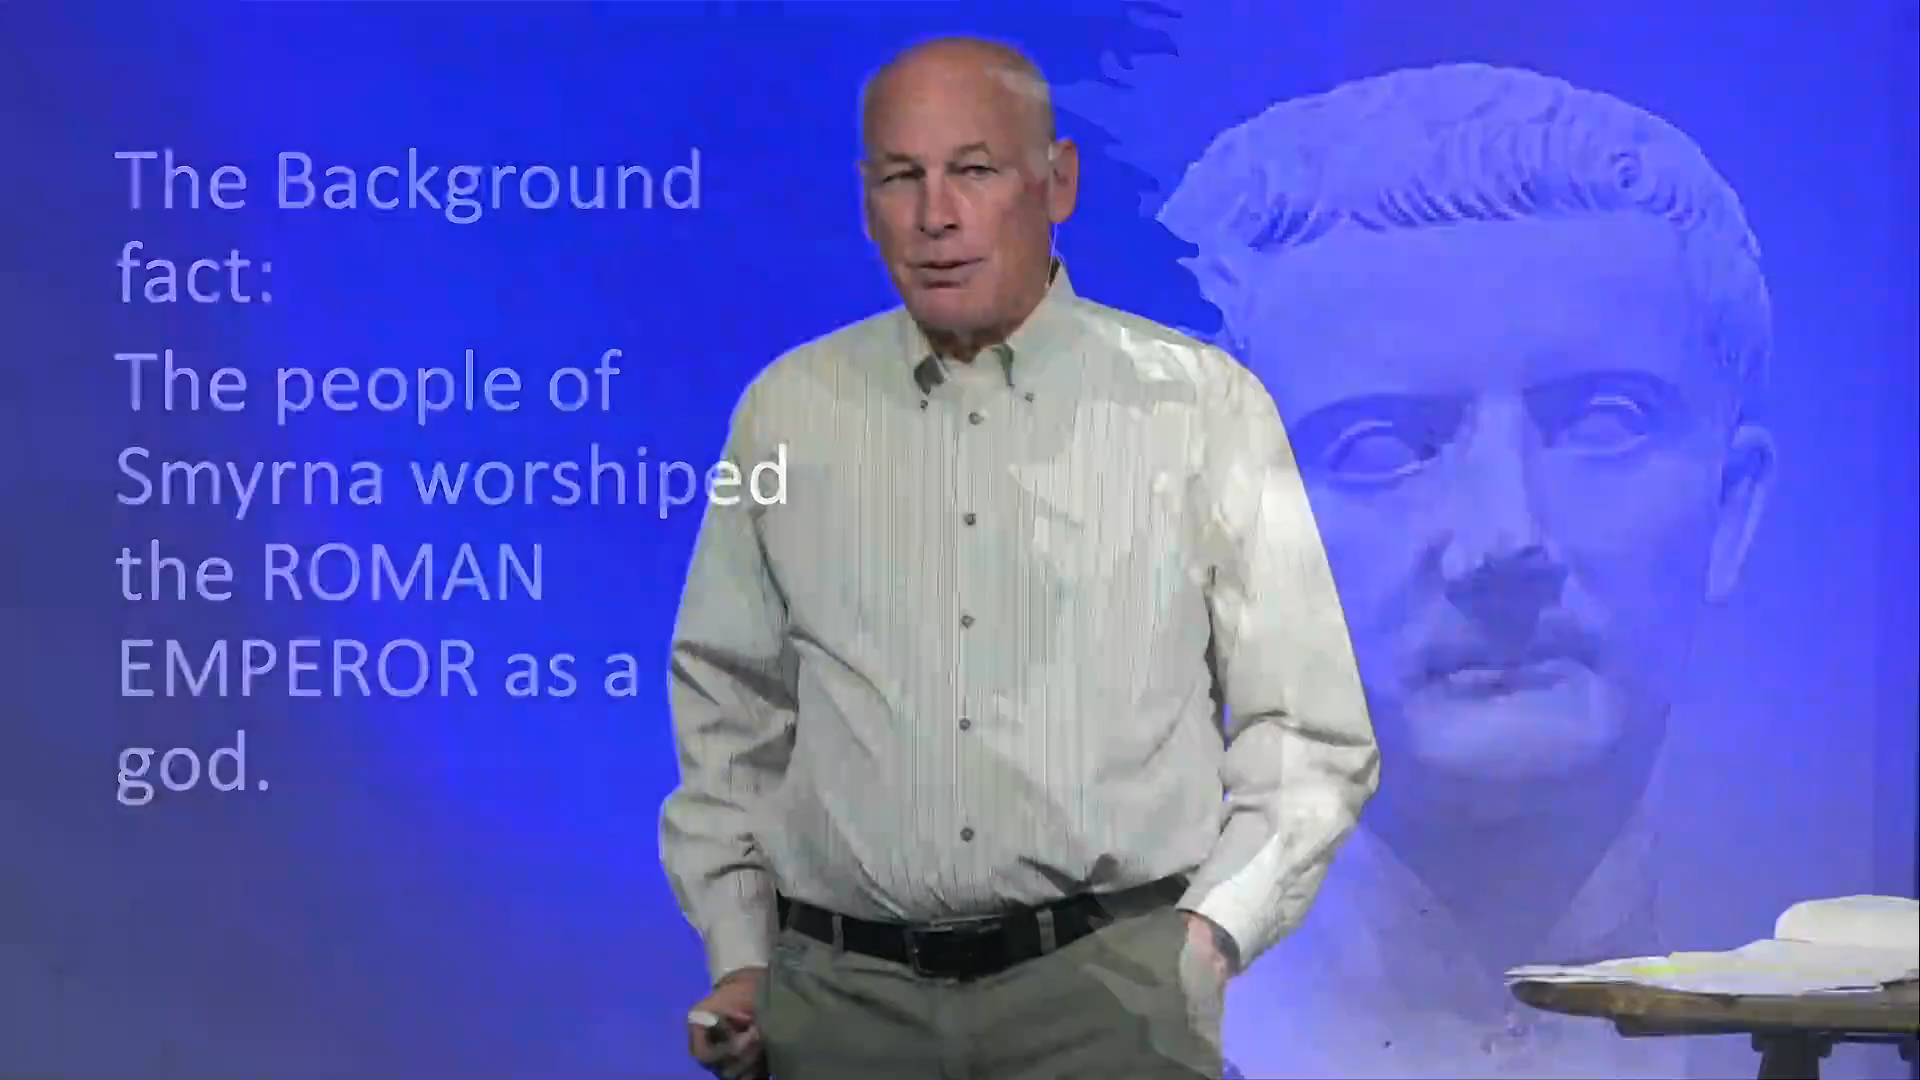 The Background
fact:
The people of
Smyrna worshiped
the ROMAN
EMPEROR as a
god.